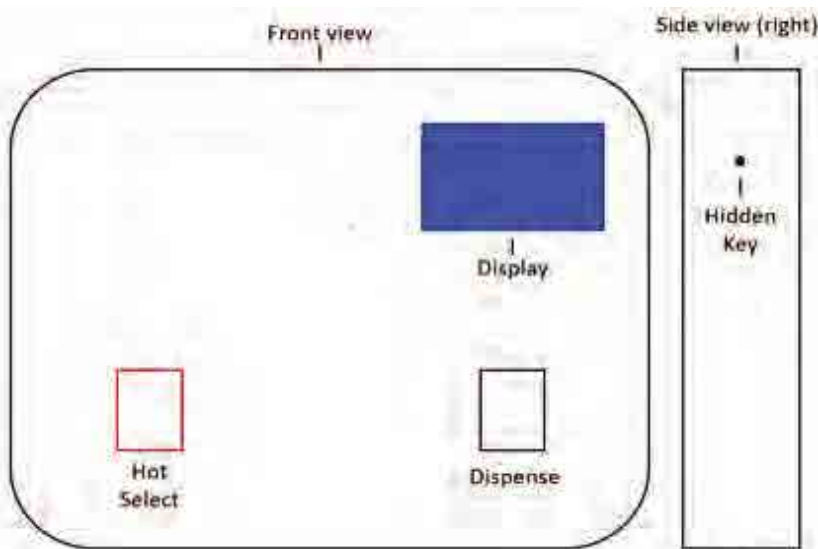 Front view
Side view (right)
Hidden
Key
Display
Hot
Select
Dispense